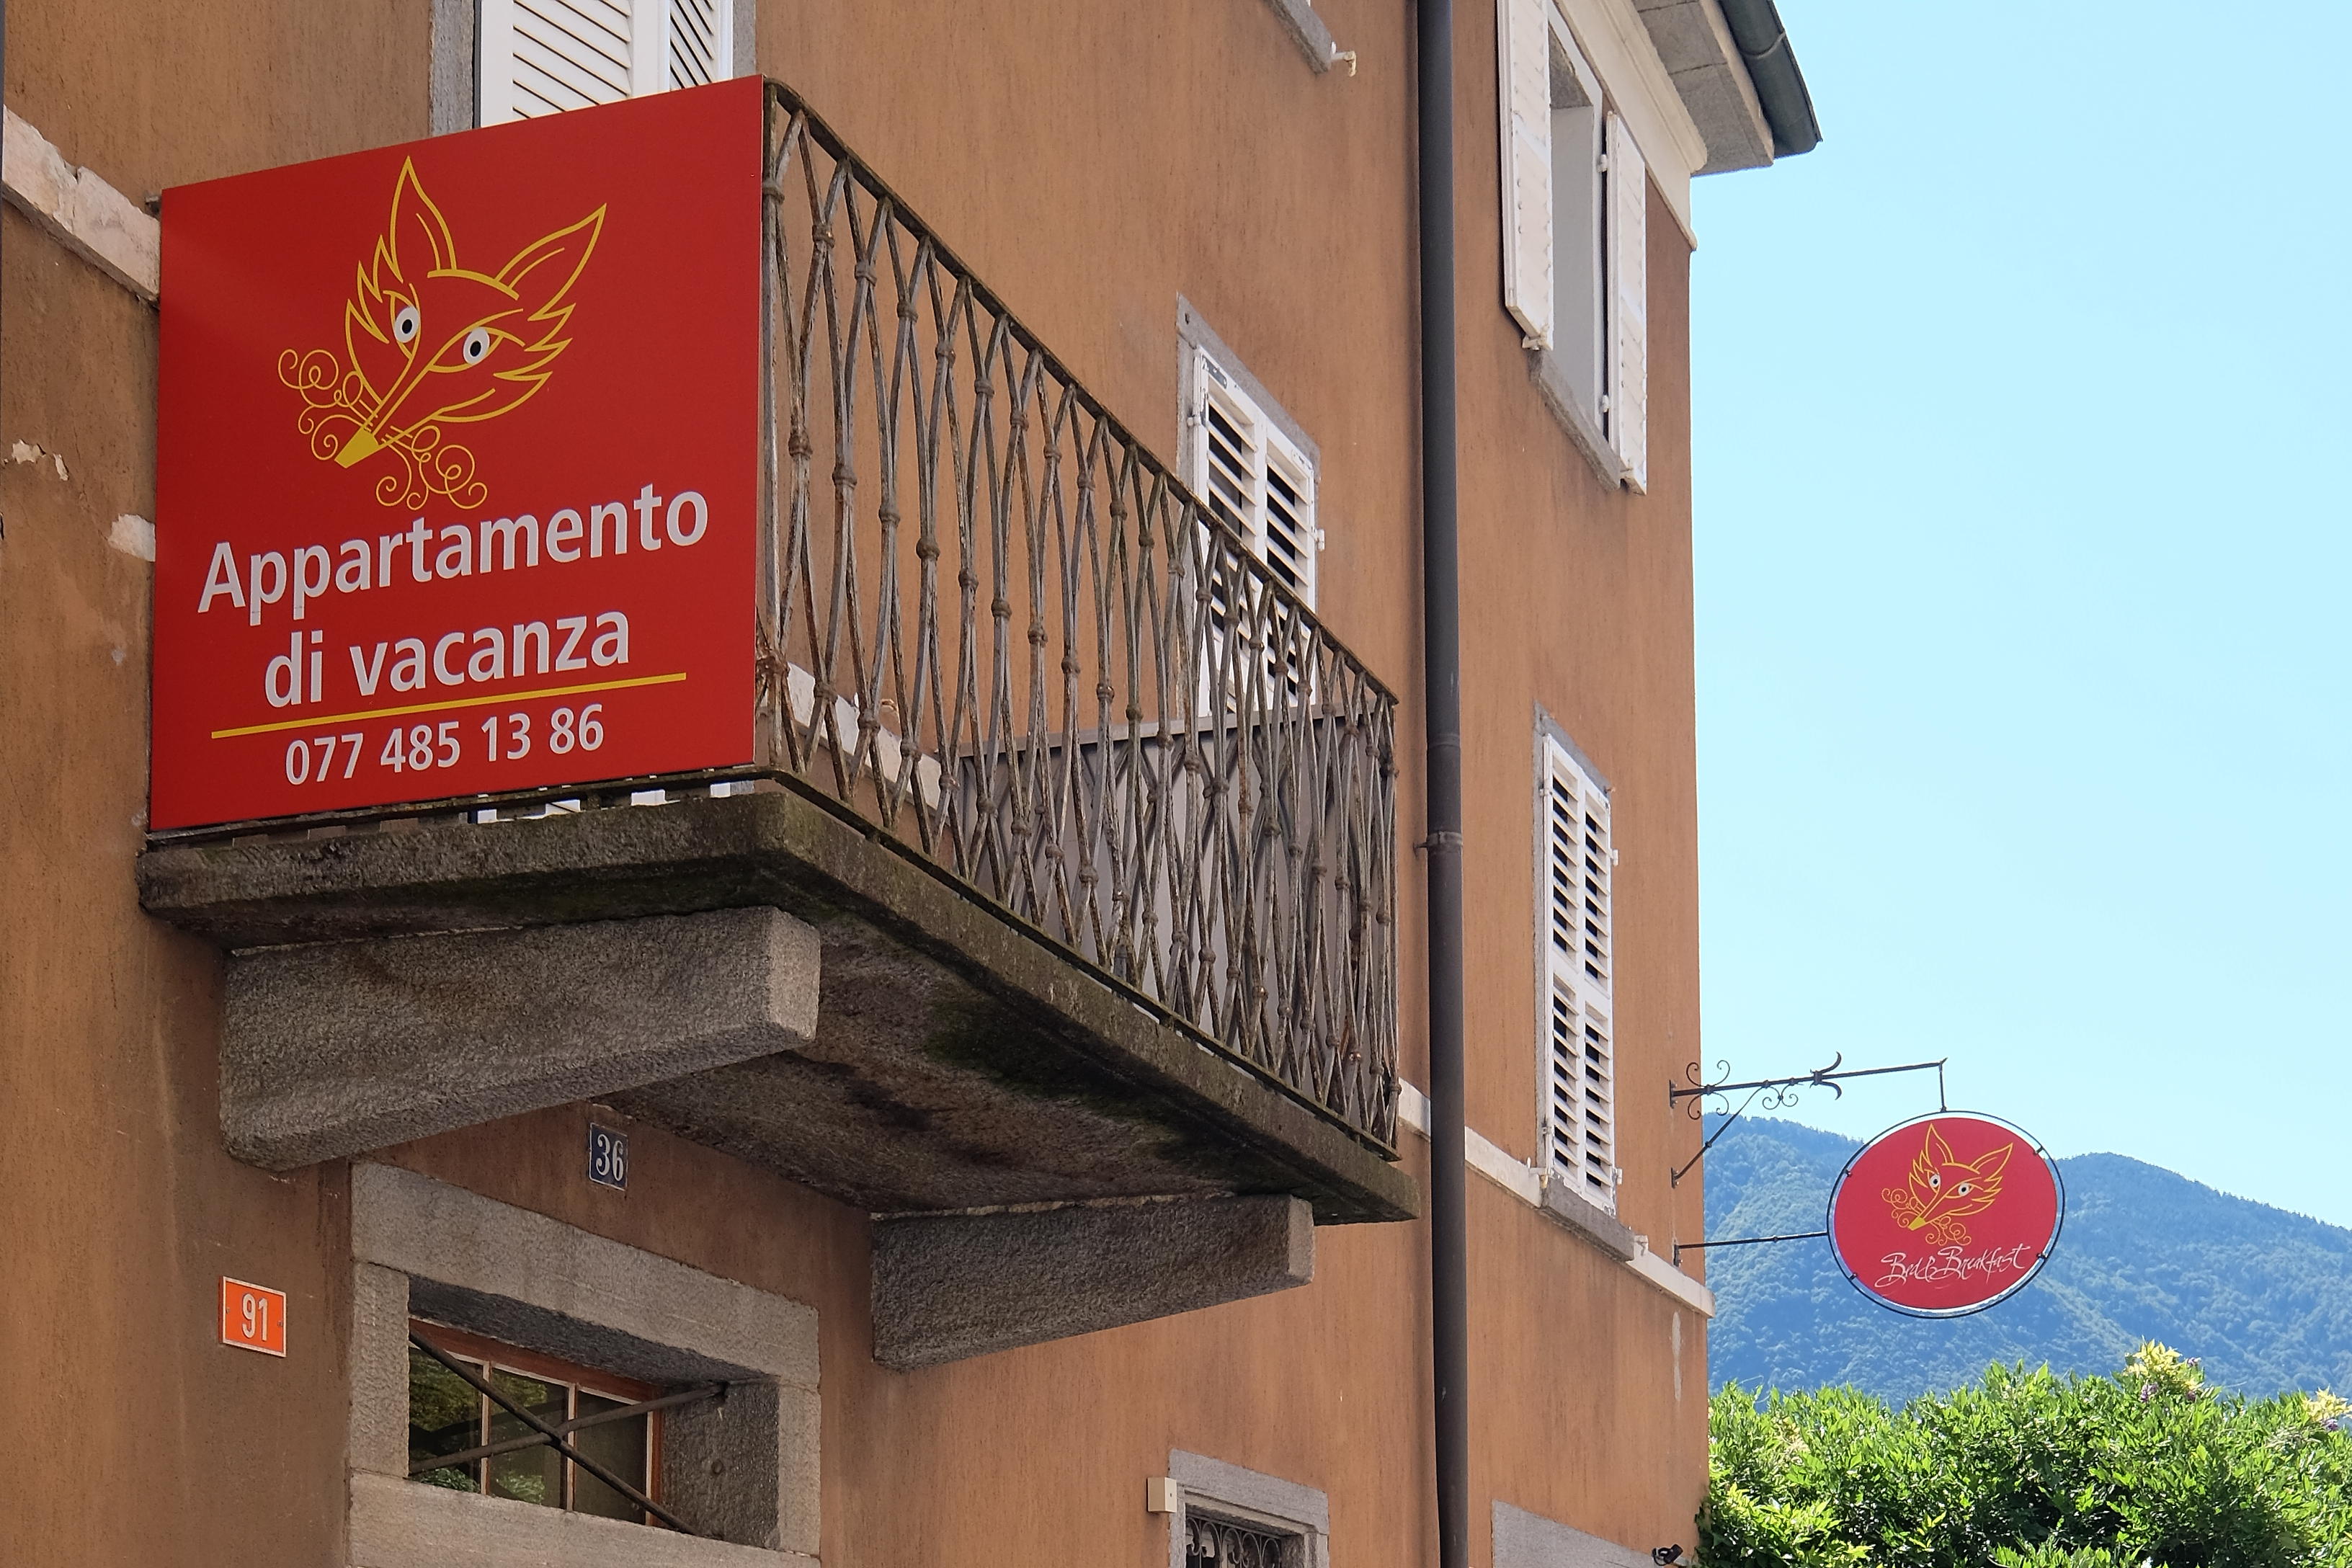 Appartamento
di vacanza
077 485 13 86
36
91
Bed & Breakfast